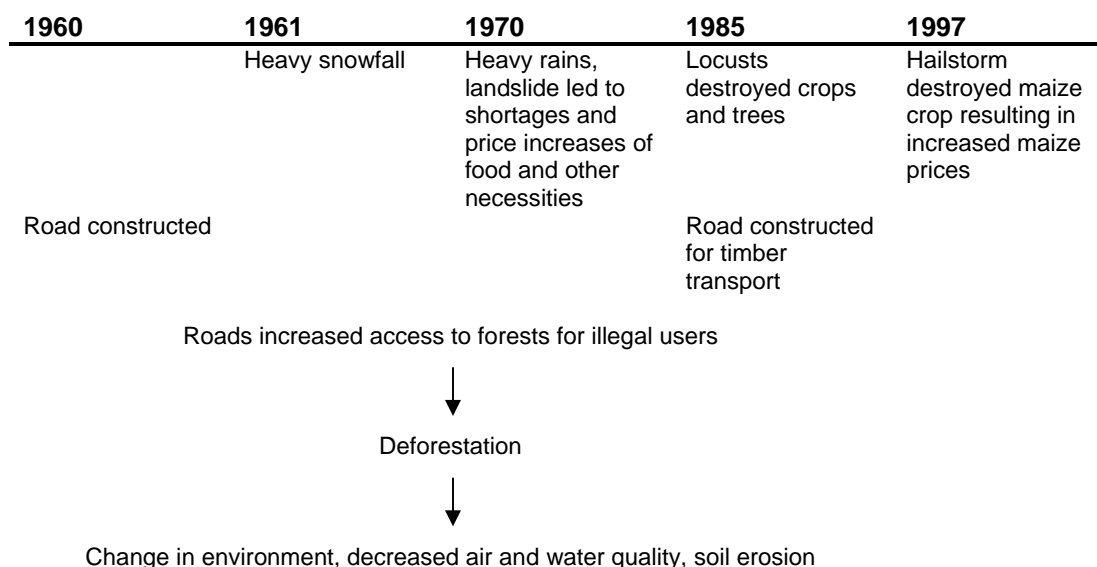 1960 1961 1970 1985 1997
Heavy snowfall
Heavy rains,
landslide led to
shortages and
price increases of
food and other
necessities
Locusts
destroyed crops
and trees
Hailstorm
destroyed maize
crop resulting in
increased maize
prices
Road constructed
Road constructed
for timber
transport
Roads increased access to forests for illegal users
Deforestation
Change in environment, decreased air and water quality, soil erosion